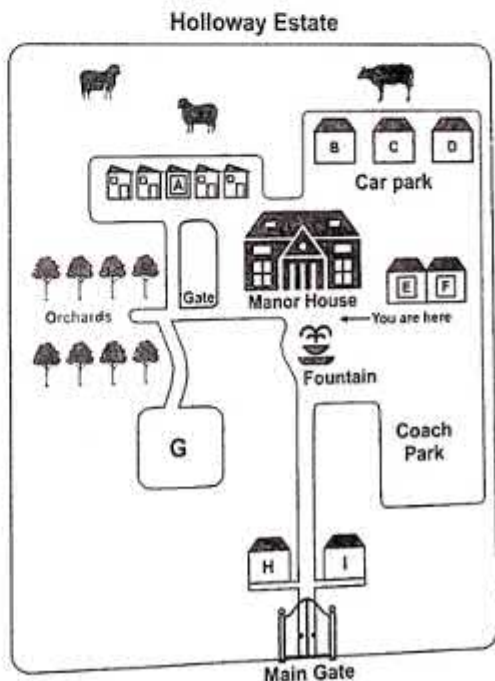 Holloway Estate
B C D
Car park
A
Gate
Manor House
E F
You are here
Orchards
Fountain
G
Coach
Park
H I
Main Gate